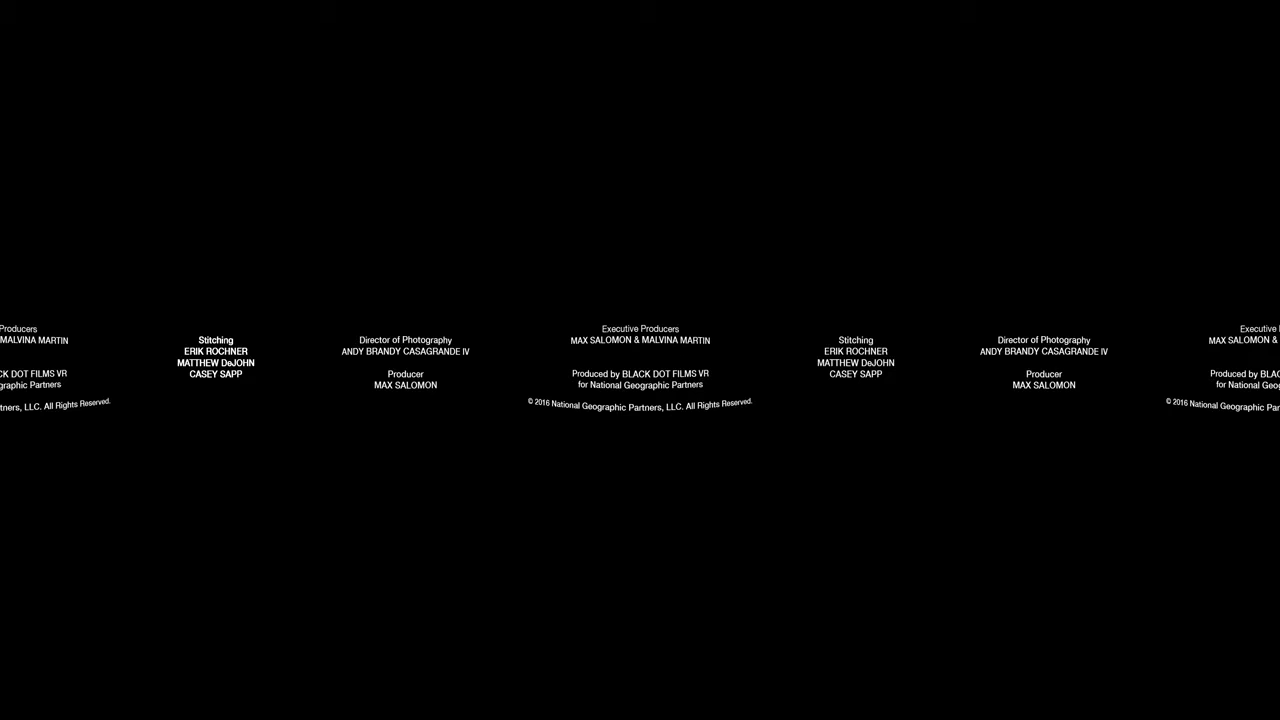 Producers
MALVINA MARTIN
CK DOT FILMS VR
graphic Partners
tners, LLC. All Rights Reserved.
Stitching
ERIK ROCHNER
MATTHEW DeJOHN
CASEY SAPP
Director of Photography
ANDY BRANDY CASAGRANDE IV
Producer
MAX SALOMON
Executive Producers
MAX SALOMON & MALVINA MARTIN
Produced by BLACK DOT FILMS VR
for National Geographic Partners
© 2016 National Geographic Partners, LLC. All Rights Reserved.
Stitching
ERIK ROCHNER
MATTHEW DeJOHN
CASEY SAPP
Director of Photography
ANDY BRANDY CASAGRANDE IV
Producer
MAX SALOMON
Executive
MAX SALOMON &
Produced by BLAC
for National Geog
© 2016 National Geographic Par